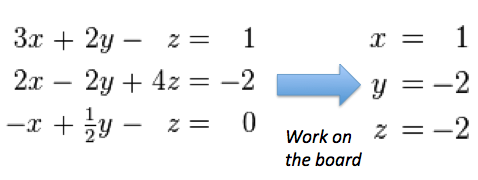 3x + 2y − z = 1
2x − 2y + 4z = −2
−x + ½y − z = 0
x = 1
y = −2
z = −2
Work on
the board